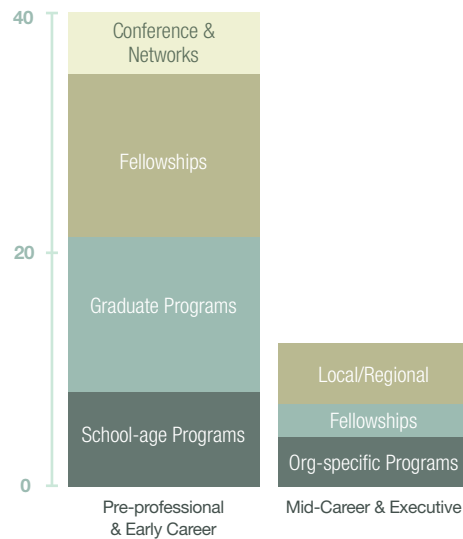 40
Conference &
Networks
Fellowships
20
Graduate Programs
Local/Regional
Fellowships
School-age Programs
Org-specific Programs
0
Pre-professional
& Early Career
Mid-Career & Executive